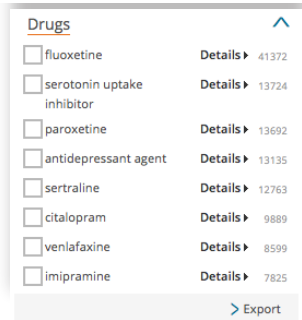 Drugs
fluoxetine Details 41372
serotonin uptake Details 13724
inhibitor
paroxetine Details 13692
antidepressant agent Details 13135
sertraline Details 12763
citalopram Details 9889
venlafaxine Details 8599
imipramine Details 7825
Export